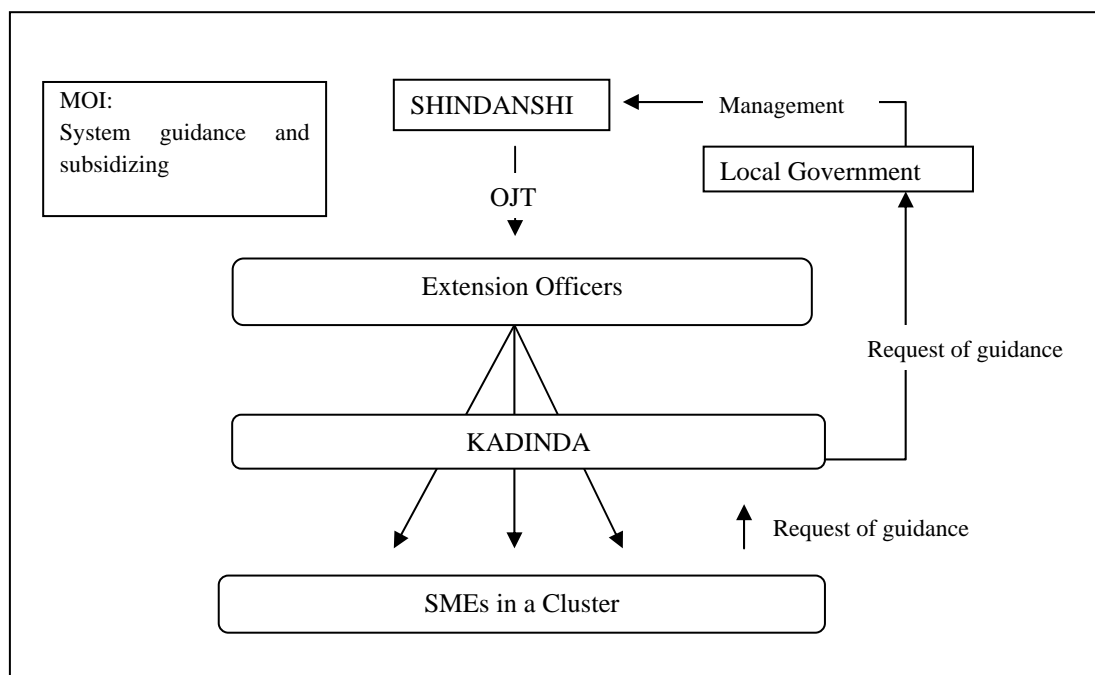 MOI:
System guidance and
subsidizing
SHINDANSHI
Management
Local Government
OJT
Extension Officers
Request of guidance
KADINDA
Request of guidance
SMEs in a Cluster